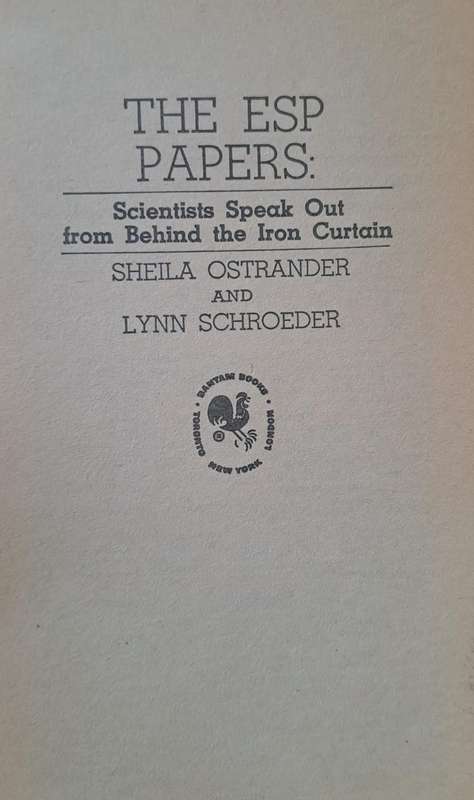 THE ESP
PAPERS:
Scientists Speak Out
from Behind the Iron Curtain
SHEILA OSTRANDER
AND
LYNN SCHROEDER
BANTAM BOOKS
TORONTO • NEW YORK • LONDON